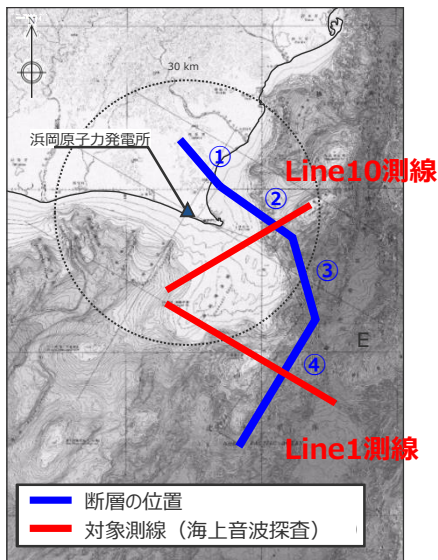 N
30 km
浜岡原子力発電所
①
②
Line10測線
③
E
④
Line1測線
断層の位置
対象測線（海上音波探査）